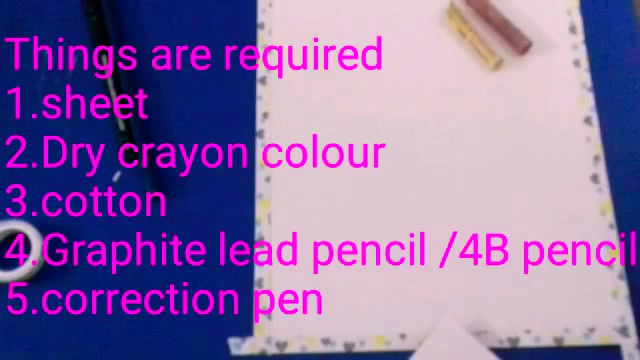 Things are required
1.sheet
2.Dry crayon colour
3.cotton
4.Graphite lead pencil /4B pencil
5.correction pen